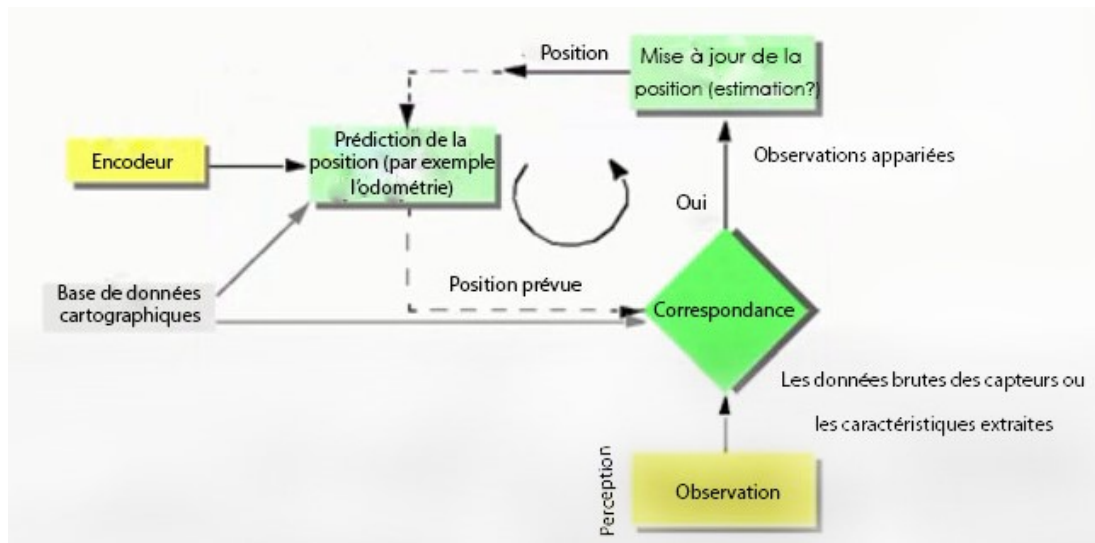 Position
Mise à jour de la
position (estimation?)
Encodeur
Prédiction de la
position (par exemple
l'odométrie)
Observations appariées
Oui
Base de données
cartographiques
Position prévue
Correspondance
Les données brutes des capteurs ou
les caractéristiques extraites
Perception
Observation